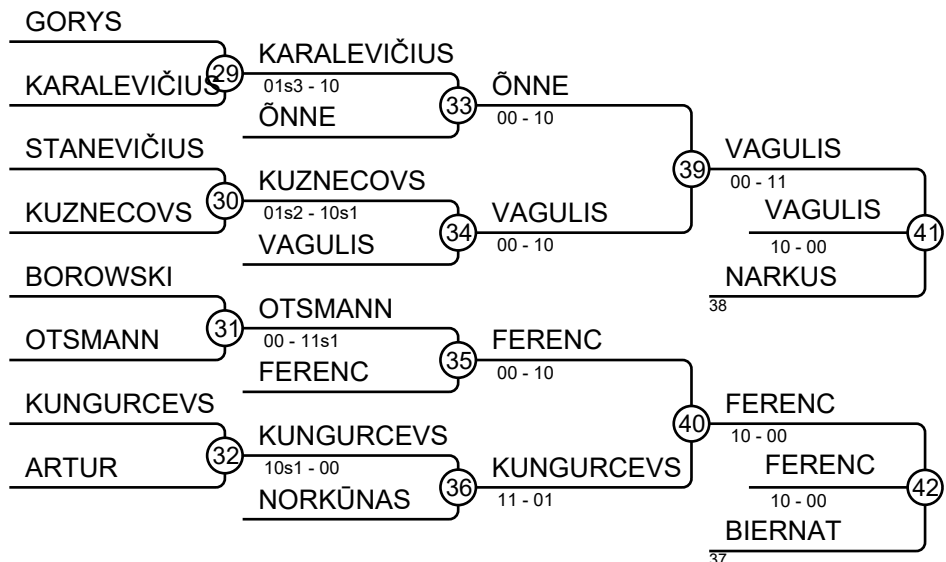 GORYS
KARALEVIČIUS
29
KARALEVIČIUS
01s3 - 10
ÕNNE
33
ÕNNE
00 - 10
STANEVIČIUS
KUZNECOVS
30
KUZNECOVS
01s2 - 10s1
VAGULIS
34
VAGULIS
00 - 10
39
VAGULIS
00 - 11
VAGULIS
10 - 00
41
NARKUS
38
BOROWSKI
OTSMANN
31
OTSMANN
00 - 11s1
FERENC
35
FERENC
00 - 10
KUNGURCEVS
ARTUR
32
KUNGURCEVS
10s1 - 00
NORKŪNAS
36
KUNGURCEVS
11 - 01
40
FERENC
10 - 00
FERENC
10 - 00
42
BIERNAT
37